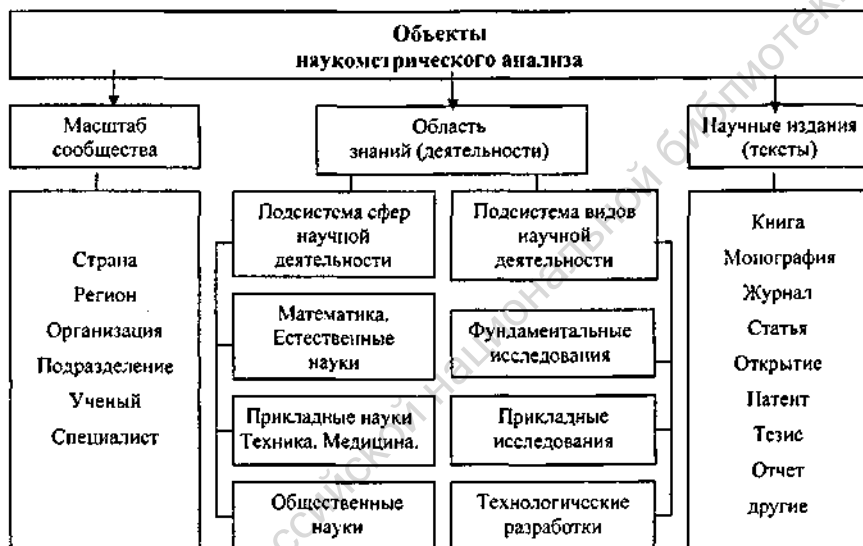 Объекты
наукометрического анализа
Масштаб
сообщества
Область
знаний (деятельности)
Научные издания
(тексты)
Страна
Регион
Организация
Подразделение
Ученый
Специалист
Подсистема сфер
научной
деятельности
Математика.
Естественные
науки
Прикладные науки
Техника. Медицина.
Общественные
науки
Подсистема видов
научной
деятельности
Фундаментальные
исследования
Прикладные
исследования
Технологические
разработки
Книга
Монография
Журнал
Статья
Открытие
Патент
Тезис
Отчет
другие
национальной библиотек